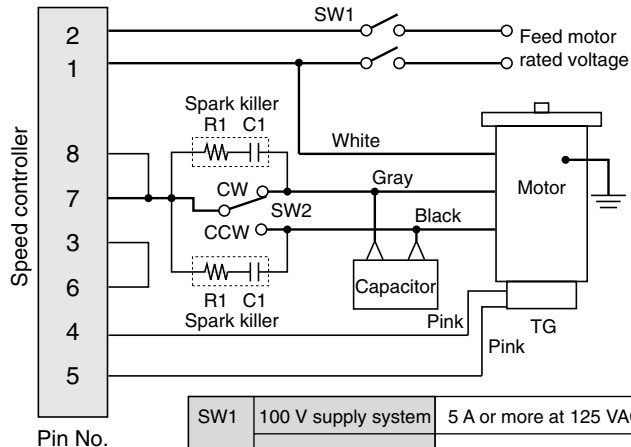 SW1
2
Feed motor
rated voltage
1
Spark killer
R1 C1
White
8
Speed controller
CW
Gray
Motor
7
SW2
Black
3
CCW
6
R1 C1
Spark killer
Capacitor
Pink
TG
4
Pink
5
Pin No.
SW1 100 V supply system 5 A or more at 125 VAC